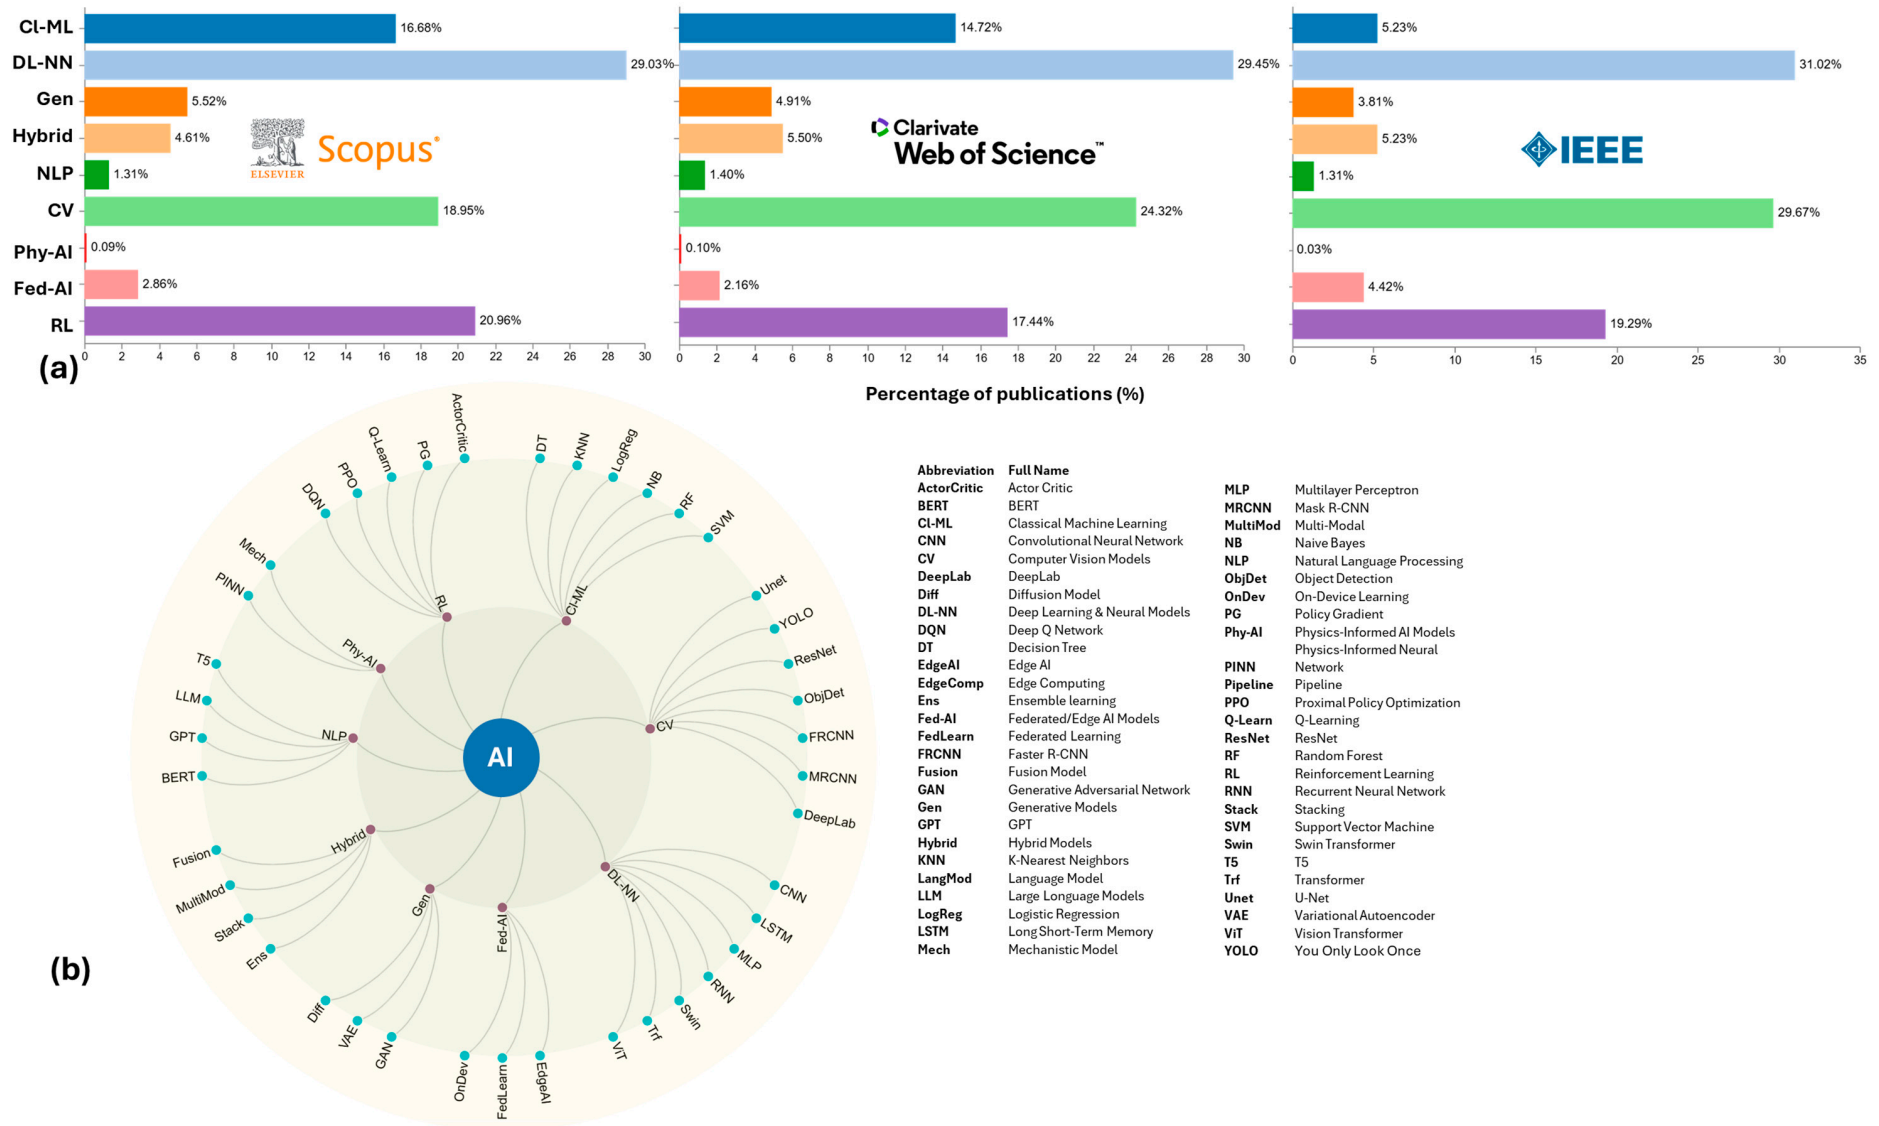 Cl-ML
DL-NN
Gen
Hybrid
NLP
CV
Phy-AI
Fed-AI
RL
16.68%
29.03%
5.52%
4.61%
1.31%
18.95%
0.09%
2.86%
20.96%
ELSEVIER
Scopus®
0 2 4 6 8 10 12 14 16 18 20 22 24 26 28 30
14.72%
29.45%
4.91%
5.50%
1.40%
24.32%
0.10%
2.16%
17.44%
Clarivate
Web of Science™
0 2 4 6 8 10 12 14 16 18 20 22 24 26 28 30
5.23%
31.02%
3.81%
5.23%
1.31%
29.67%
0.03%
4.42%
19.29%
IEEE
0 5 10 15 20 25 30 35
(a)
Percentage of publications (%)
AI
RL
DQN
PPO
Q-Learn
PG
ActorCritic
Cl-ML
DT
KNN
LogReg
NB
RF
SVM
CV
Unet
YOLO
ResNet
ObjDet
FRCNN
MRCNN
DeepLab
DL-NN
CNN
LSTM
MLP
RNN
Swin
Trf
ViT
Fed-AI
EdgeAI
FedLearn
OnDev
Gen
GAN
VAE
Diff
Hybrid
Ens
Stack
MultiMod
Fusion
NLP
BERT
GPT
LLM
T5
Phy-AI
PINN
Mech
(b)
Abbreviation Full Name
ActorCritic Actor Critic
BERT BERT
Cl-ML Classical Machine Learning
CNN Convolutional Neural Network
CV Computer Vision Models
DeepLab DeepLab
Diff Diffusion Model
DL-NN Deep Learning & Neural Models
DQN Deep Q Network
DT Decision Tree
EdgeAI Edge AI
EdgeComp Edge Computing
Ens Ensemble learning
Fed-AI Federated/Edge AI Models
FedLearn Federated Learning
FRCNN Faster R-CNN
Fusion Fusion Model
GAN Generative Adversarial Network
Gen Generative Models
GPT GPT
Hybrid Hybrid Models
KNN K-Nearest Neighbors
LangMod Language Model
LLM Large Language Models
LogReg Logistic Regression
LSTM Long Short-Term Memory
Mech Mechanistic Model
MLP Multilayer Perceptron
MRCNN Mask R-CNN
MultiMod Multi-Modal
NB Naive Bayes
NLP Natural Language Processing
ObjDet Object Detection
OnDev On-Device Learning
PG Policy Gradient
Phy-AI Physics-Informed AI Models
Physics-Informed Neural
PINN Network
Pipeline Pipeline
PPO Proximal Policy Optimization
Q-Learn Q-Learning
ResNet ResNet
RF Random Forest
RL Reinforcement Learning
RNN Recurrent Neural Network
Stack Stacking
SVM Support Vector Machine
Swin Swin Transformer
T5 T5
Trf Transformer
Unet U-Net
VAE Variational Autoencoder
ViT Vision Transformer
YOLO You Only Look Once